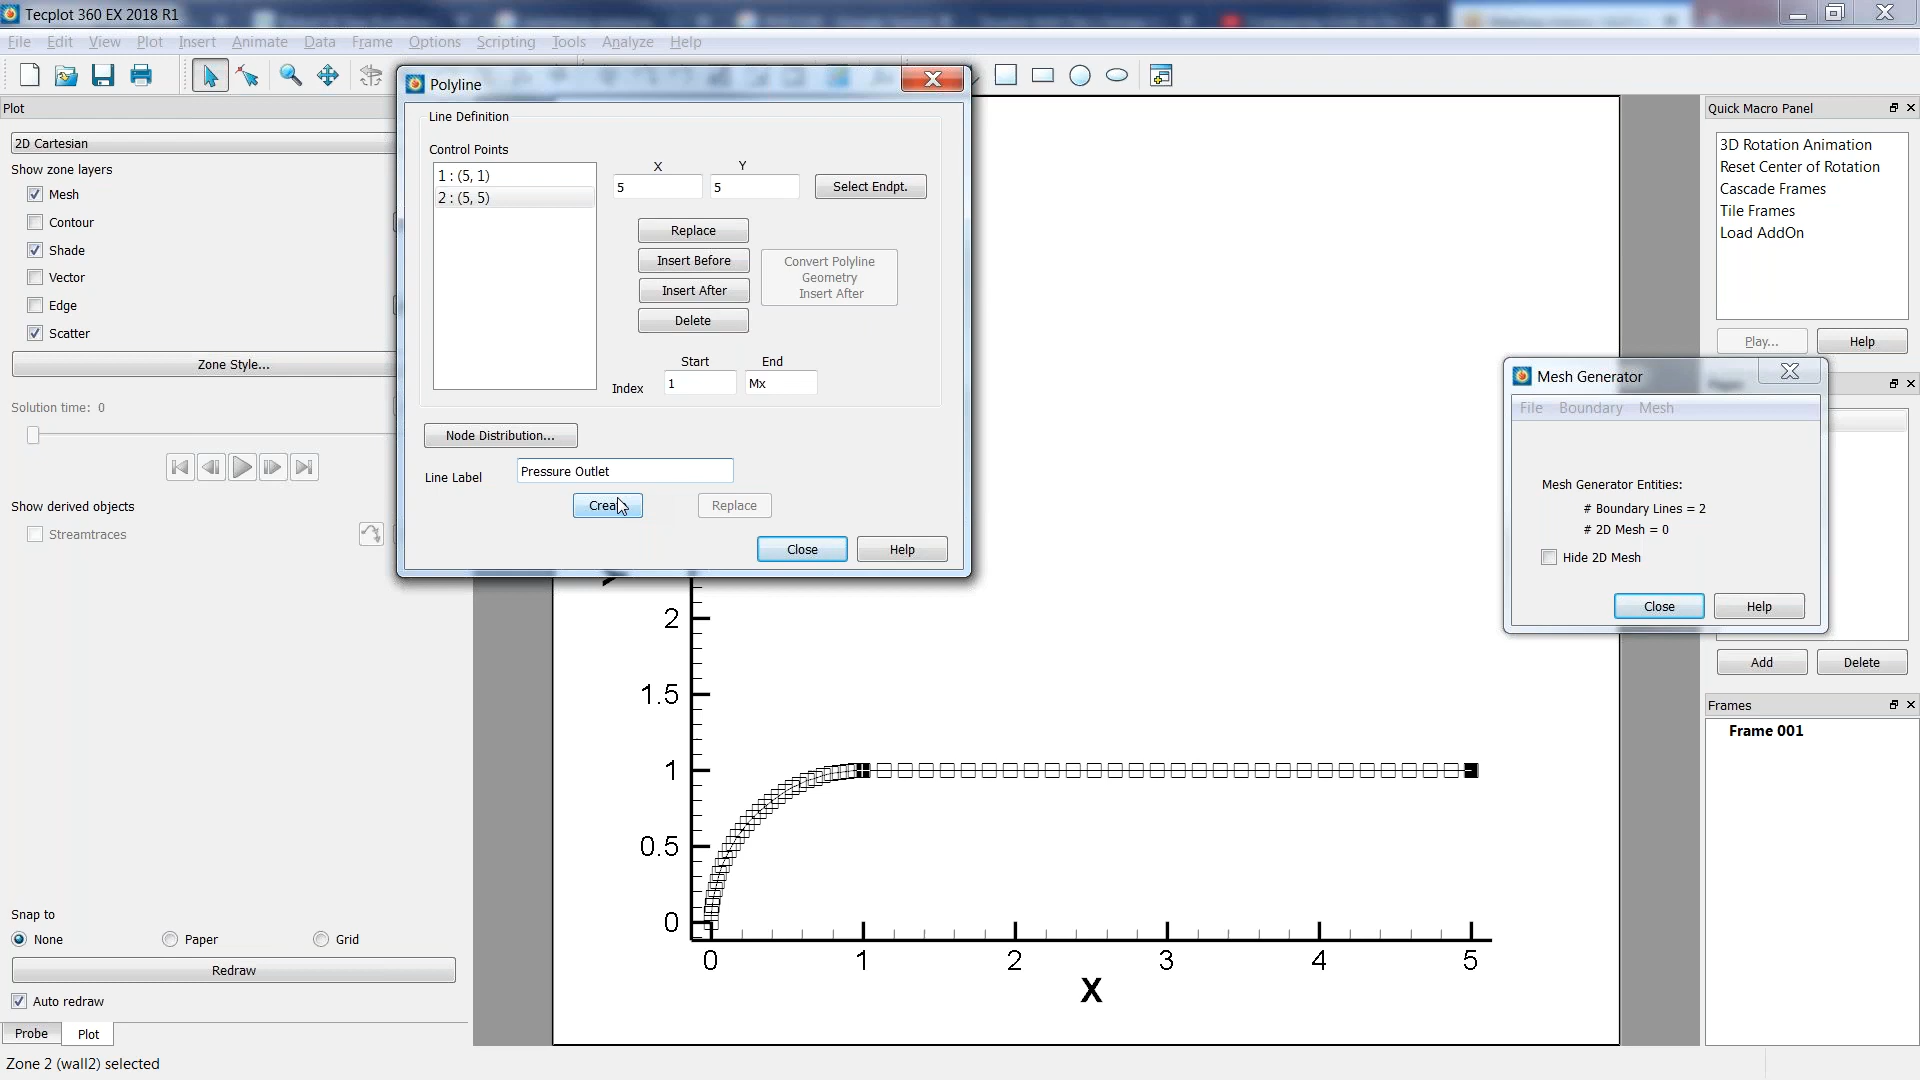 Tecplot 360 EX 2018 R1
File Edit View Plot Insert Animate Data Frame Options Scripting Tools Analyze Help
Plot
2D Cartesian
Show zone layers
Mesh
Contour
Shade
Vector
Edge
Scatter
Zone Style...
Solution time: 0
Show derived objects
Streamtraces
Snap to
None Paper Grid
Redraw
Auto redraw
Probe Plot
Zone 2 (wall2) selected
Polyline
Line Definition
Control Points
1 : (5, 1)
2 : (5, 5)
X Y
5 5 Select Endpt.
Replace
Insert Before
Insert After
Delete
Convert Polyline
Geometry
Insert After
Start End
Index 1 Mx
Node Distribution...
Line Label Pressure Outlet
Replace
Close Help
2
1.5
1
0.5
0
0 1 2 3 4 5
X
Mesh Generator
File Boundary Mesh
Mesh Generator Entities:
# Boundary Lines = 2
# 2D Mesh = 0
Hide 2D Mesh
Close Help
Quick Macro Panel
3D Rotation Animation
Reset Center of Rotation
Cascade Frames
Tile Frames
Load AddOn
Play... Help
Add Delete
Frames
Frame 001